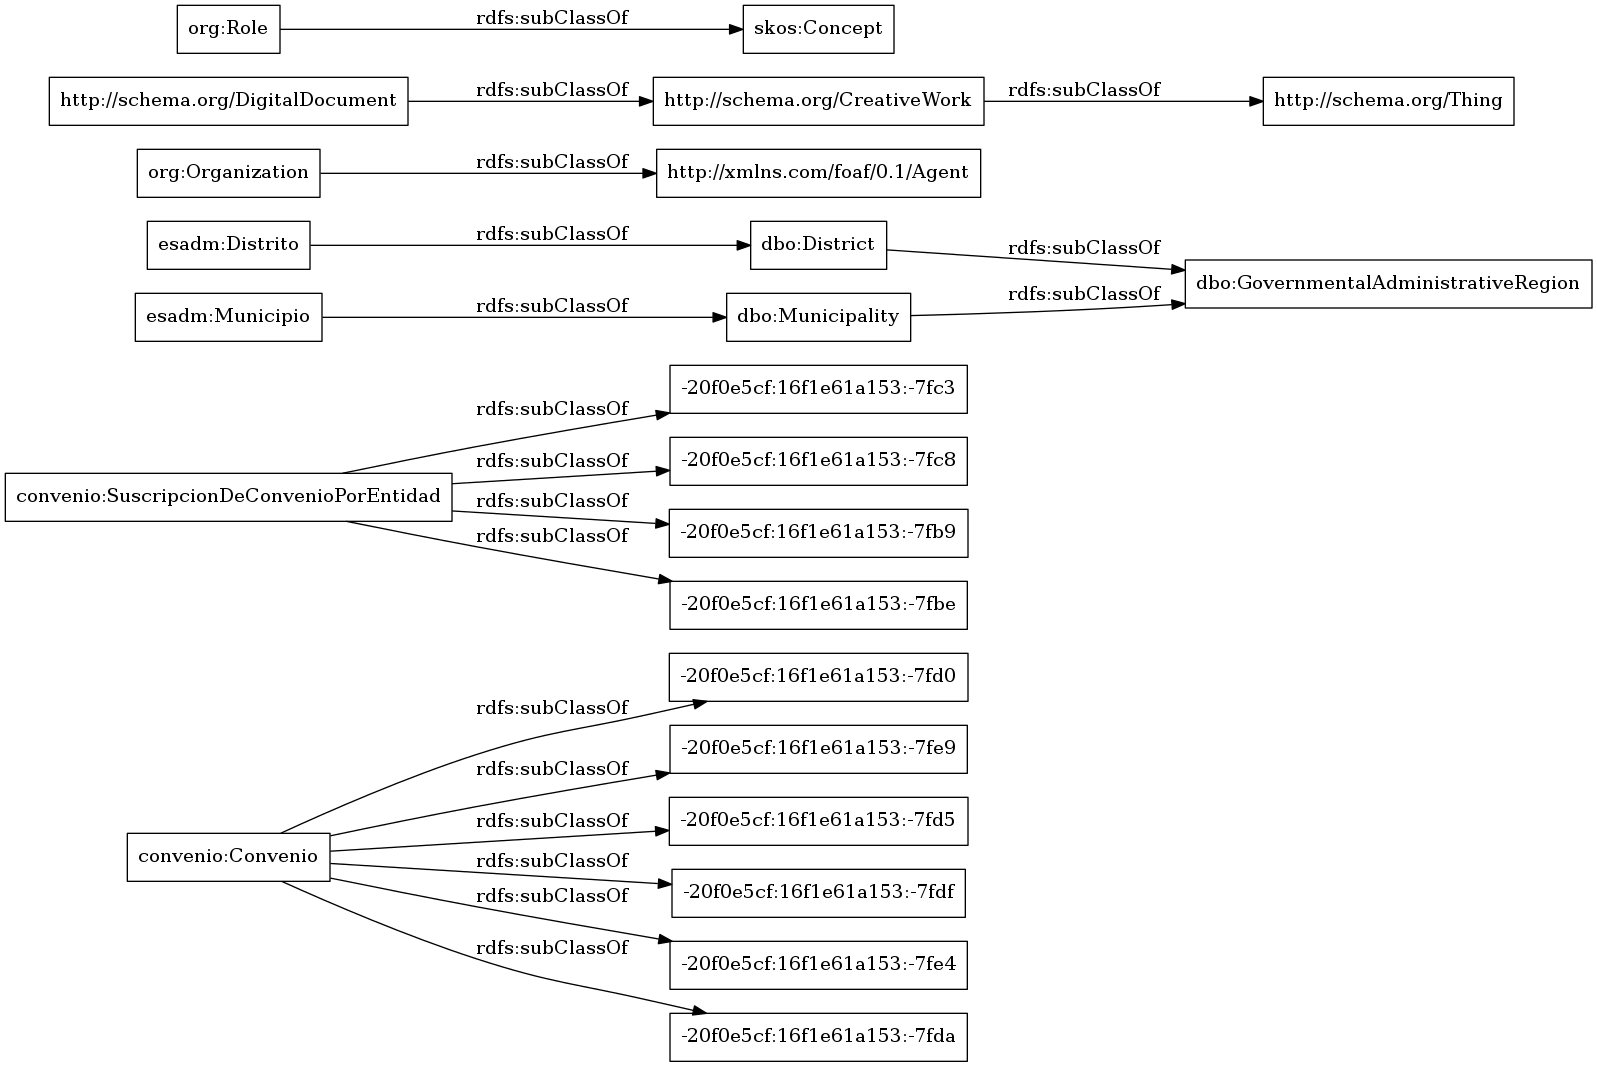 org:Role
rdfs:subClassOf
skos:Concept
http://schema.org/DigitalDocument
rdfs:subClassOf
http://schema.org/CreativeWork
rdfs:subClassOf
http://schema.org/Thing
org:Organization
rdfs:subClassOf
http://xmlns.com/foaf/0.1/Agent
esadm:Distrito
rdfs:subClassOf
dbo:District
rdfs:subClassOf
dbo:GovernmentalAdministrativeRegion
esadm:Municipio
rdfs:subClassOf
dbo:Municipality
rdfs:subClassOf
convenio:SuscripcionDeConvenioPorEntidad
rdfs:subClassOf
-20f0e5cf:16f1e61a153:-7fc3
rdfs:subClassOf
-20f0e5cf:16f1e61a153:-7fc8
rdfs:subClassOf
-20f0e5cf:16f1e61a153:-7fb9
rdfs:subClassOf
-20f0e5cf:16f1e61a153:-7fbe
convenio:Convenio
rdfs:subClassOf
-20f0e5cf:16f1e61a153:-7fd0
rdfs:subClassOf
-20f0e5cf:16f1e61a153:-7fe9
rdfs:subClassOf
-20f0e5cf:16f1e61a153:-7fd5
rdfs:subClassOf
-20f0e5cf:16f1e61a153:-7fdf
rdfs:subClassOf
-20f0e5cf:16f1e61a153:-7fe4
rdfs:subClassOf
-20f0e5cf:16f1e61a153:-7fda